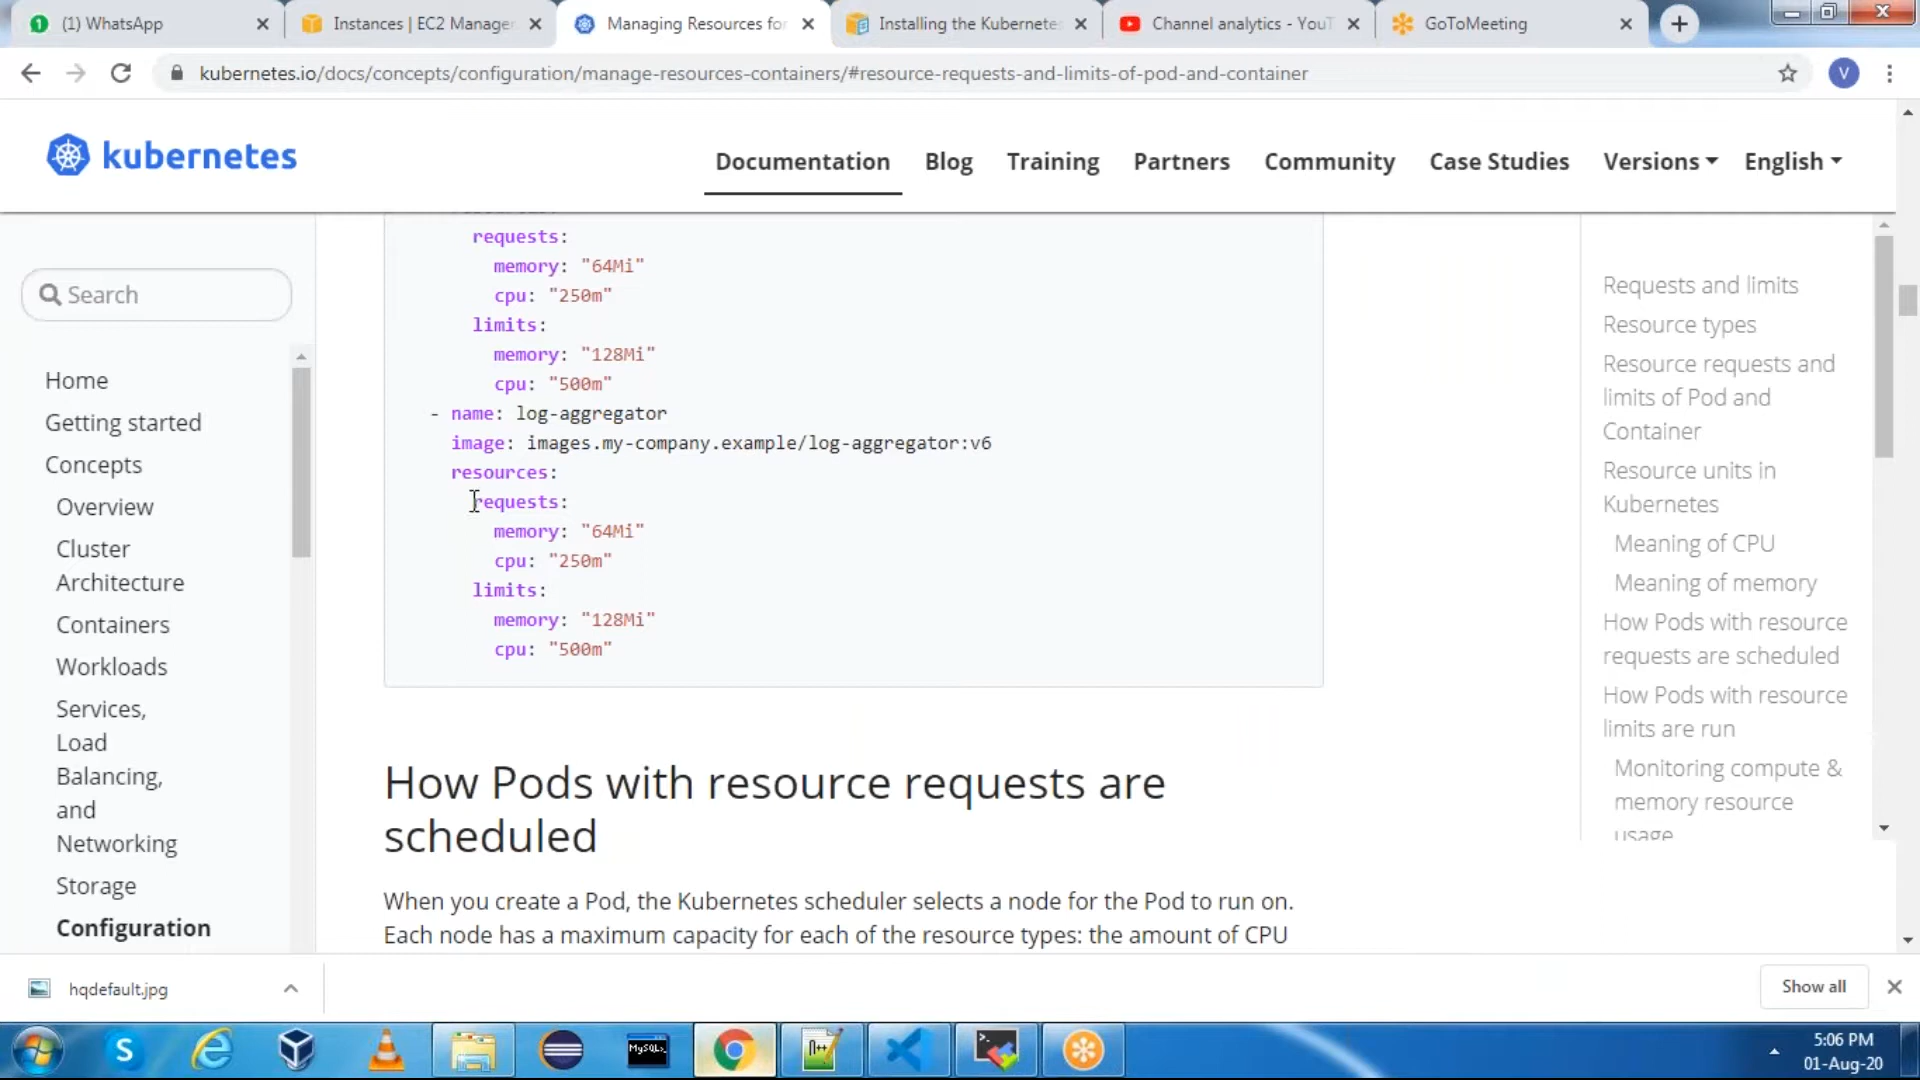 (1) WhatsApp
Instances | EC2 Manager
Managing Resources for
Installing the Kubernete
Channel analytics - YouT
GoToMeeting
kubernetes.io/docs/concepts/configuration/manage-resources-containers/#resource-requests-and-limits-of-pod-and-container
V
kubernetes
Documentation
Blog
Training
Partners
Community
Case Studies
Versions
English
Search
Home
Getting started
Concepts
Overview
Cluster
Architecture
Containers
Workloads
Services,
Load
Balancing,
and
Networking
Storage
Configuration
requests:
memory: "64Mi"
cpu: "250m"
limits:
memory: "128Mi"
cpu: "500m"
- name: log-aggregator
image: images.my-company.example/log-aggregator:v6
resources:
requests:
memory: "64Mi"
cpu: "250m"
limits:
memory: "128Mi"
cpu: "500m"
How Pods with resource requests are
scheduled
When you create a Pod, the Kubernetes scheduler selects a node for the Pod to run on.
Each node has a maximum capacity for each of the resource types: the amount of CPU
Requests and limits
Resource types
Resource requests and
limits of Pod and
Container
Resource units in
Kubernetes
Meaning of CPU
Meaning of memory
How Pods with resource
requests are scheduled
How Pods with resource
limits are run
Monitoring compute &
memory resource
usage
hqdefault.jpg
Show all
S
MySQL>
N++
5:06 PM
01-Aug-20